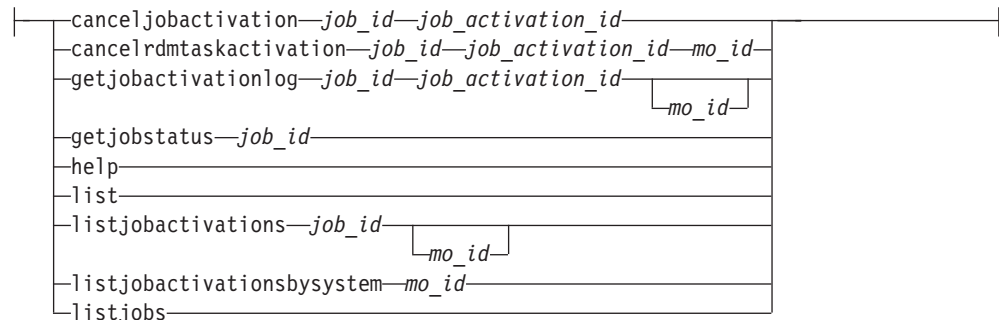 canceljobactivation job_id job_activation_id
cancelrdmtaskactivation job_id job_activation_id mo_id
getjobactivationlog job_id job_activation_id
mo_id
getjobstatus job_id
help
list
listjobactivations job_id
mo_id
listjobactivationsbysystem mo_id
listjobs